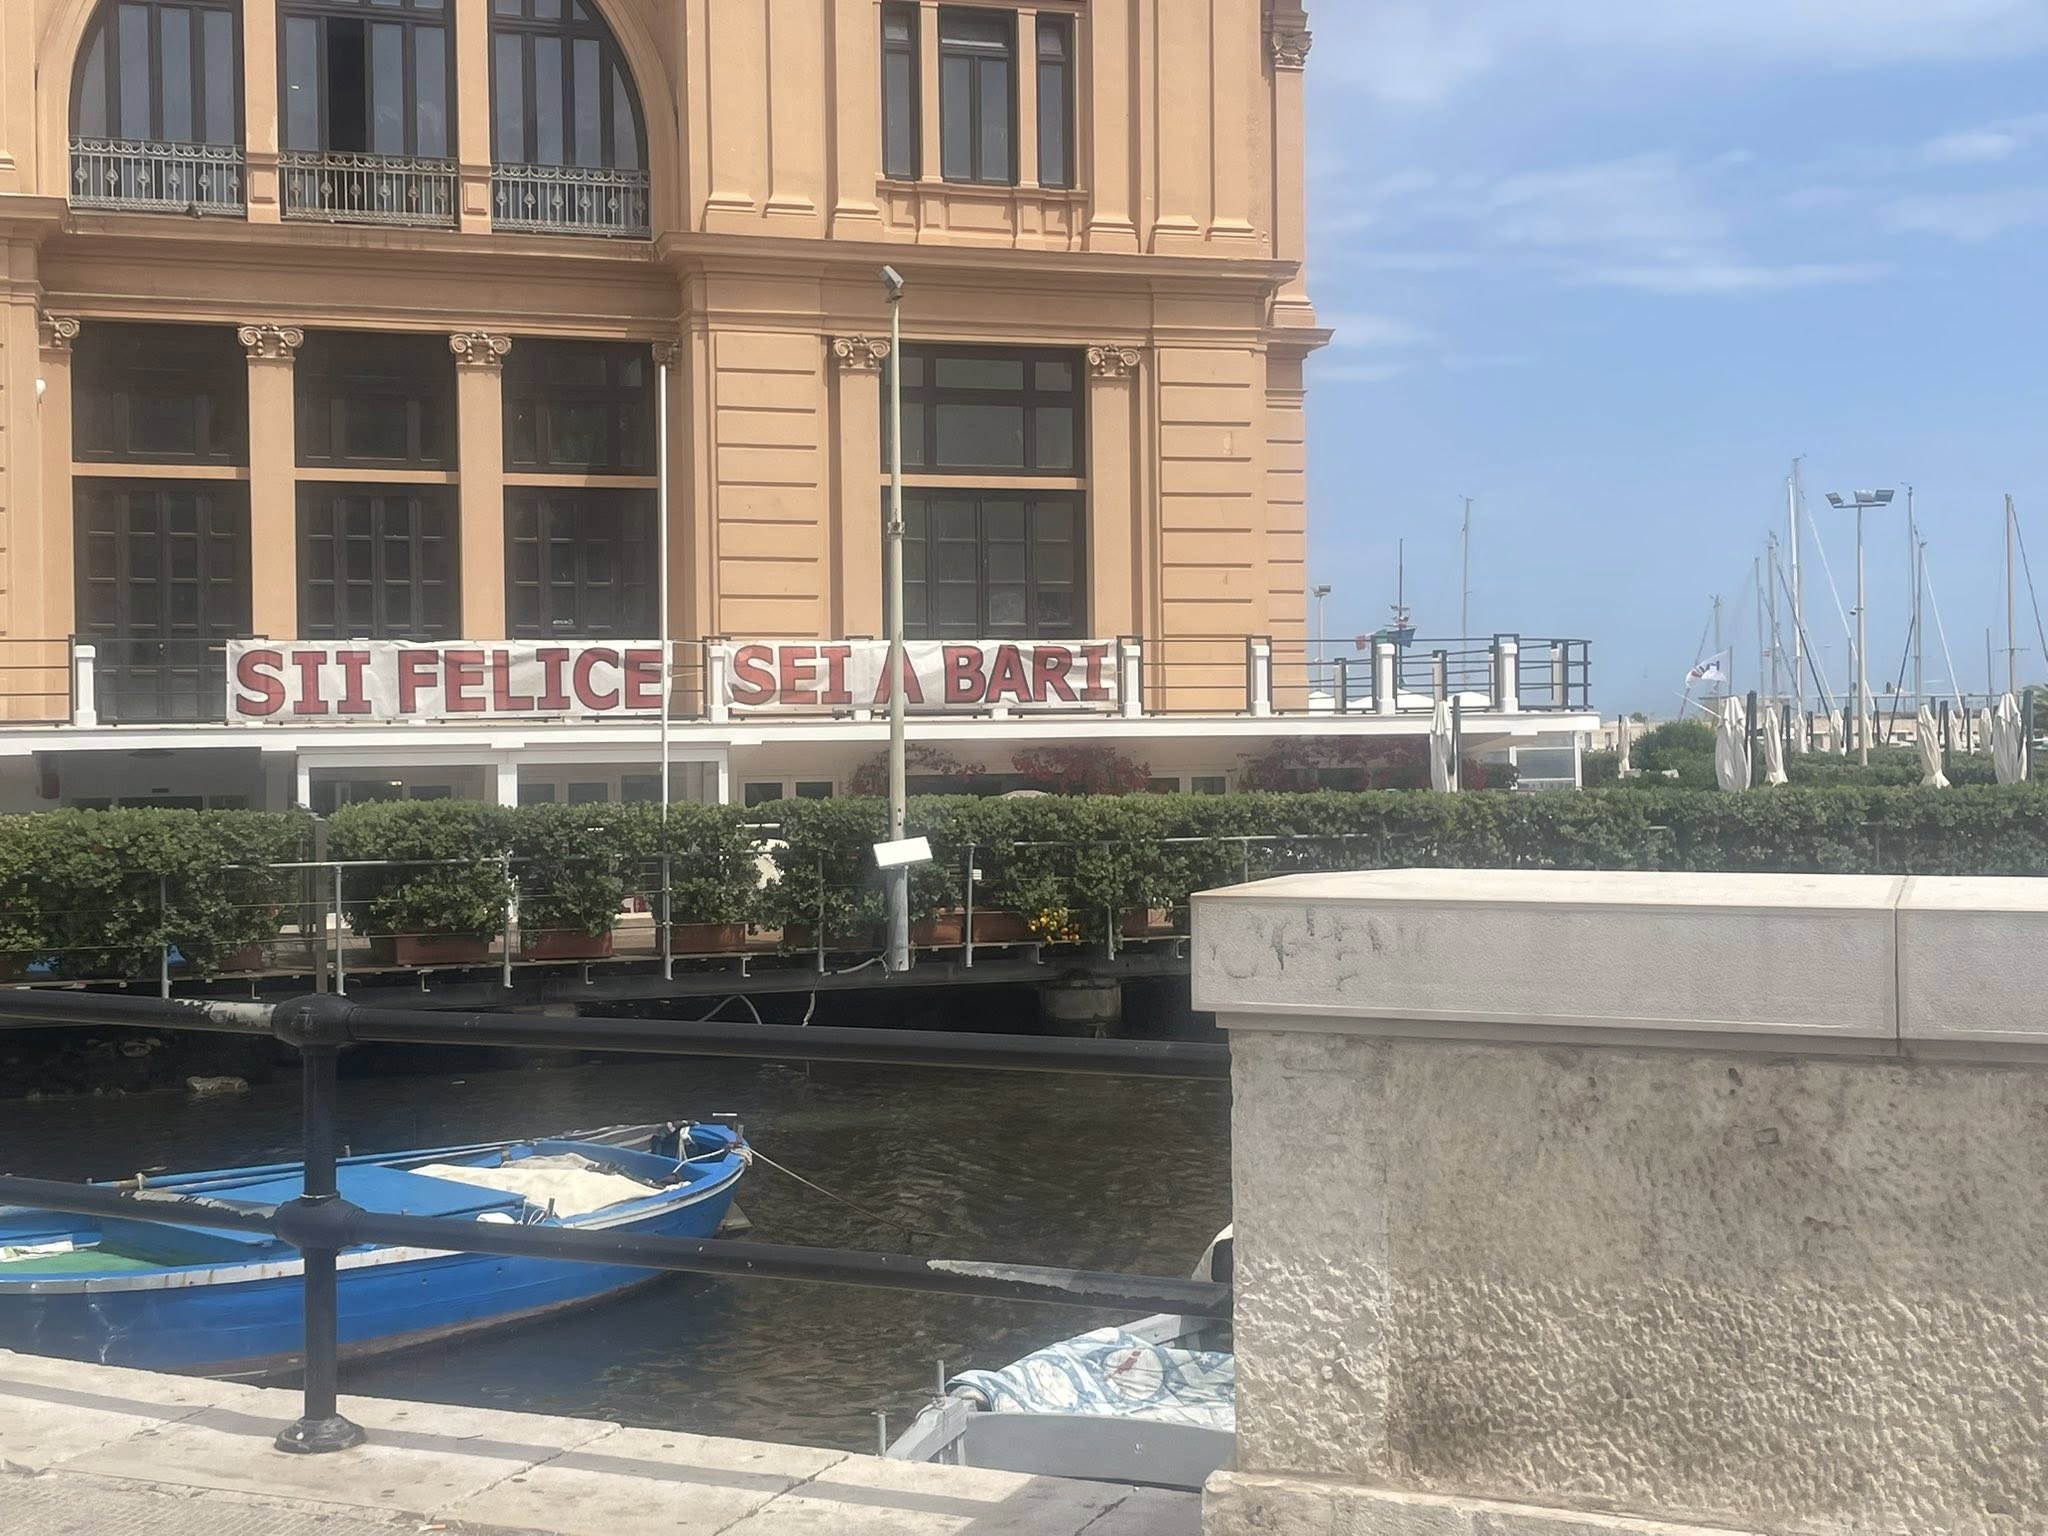 SII FELICE SEI A BARI